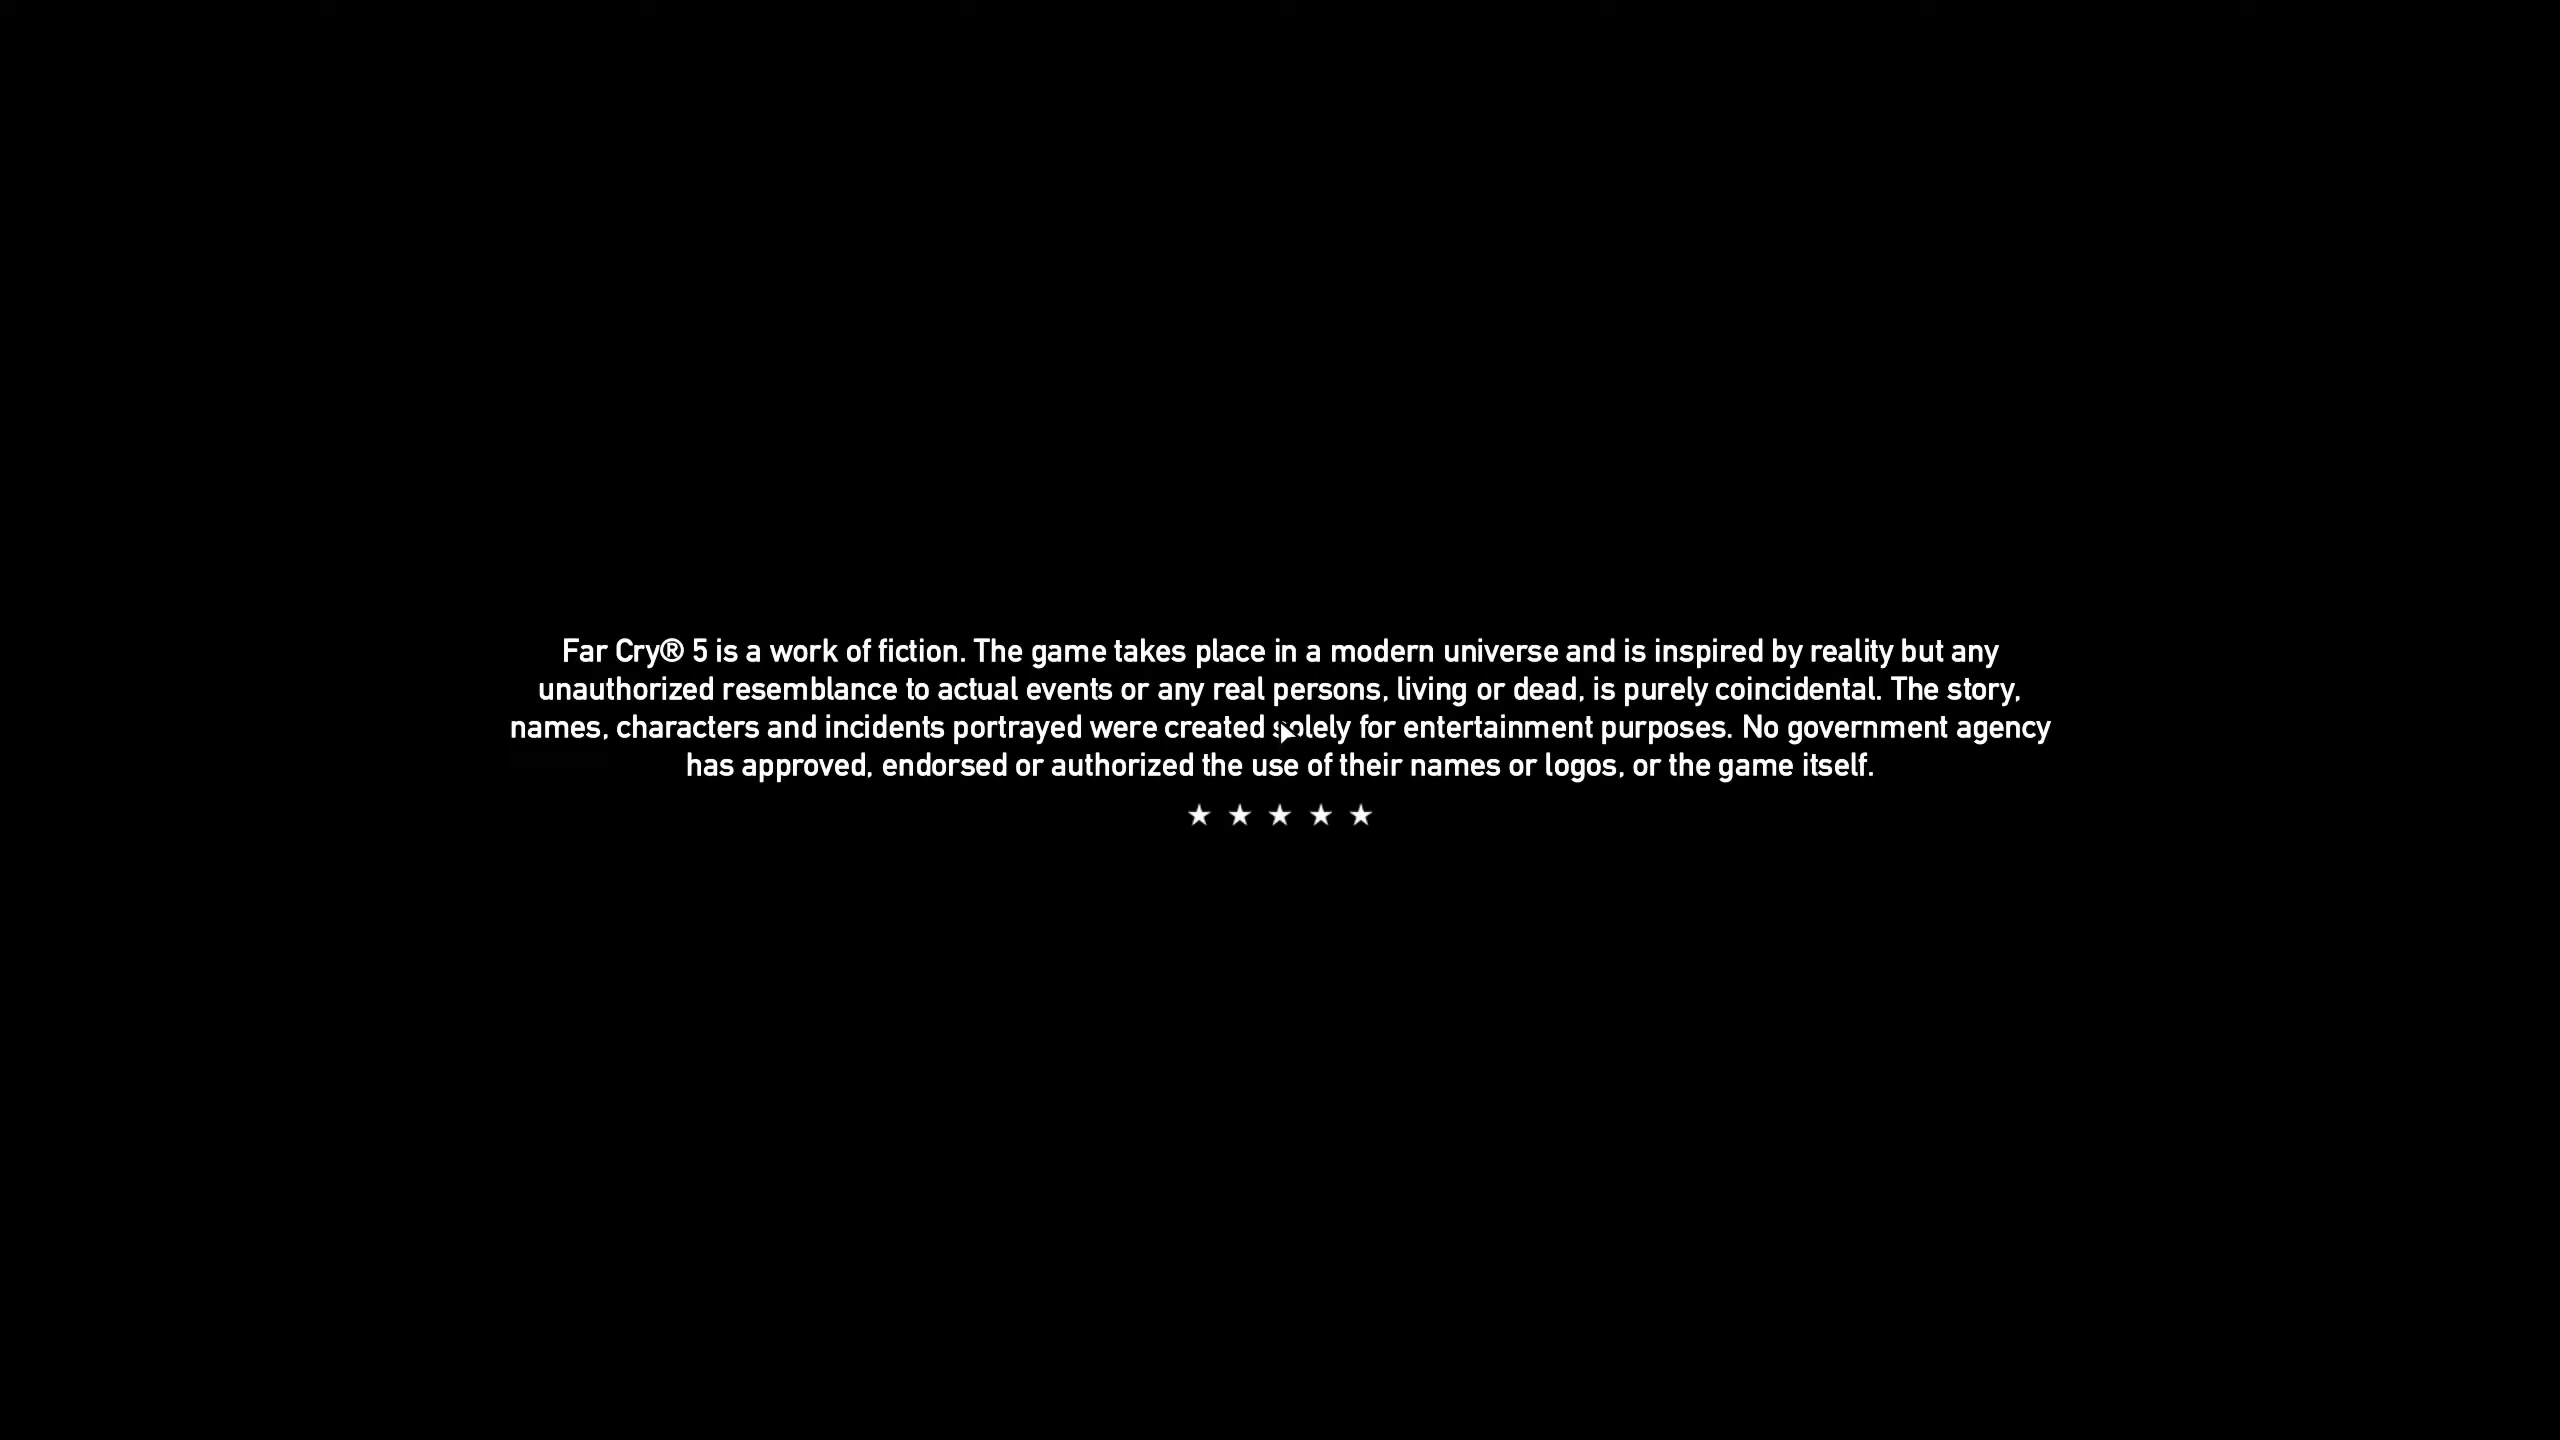 Far Cry® 5 is a work of fiction. The game takes place in a modern universe and is inspired by reality but any
unauthorized resemblance to actual events or any real persons, living or dead, is purely coincidental. The story,
names, characters and incidents portrayed were created solely for entertainment purposes. No government agency
has approved, endorsed or authorized the use of their names or logos, or the game itself.
★ ★ ★ ★ ★